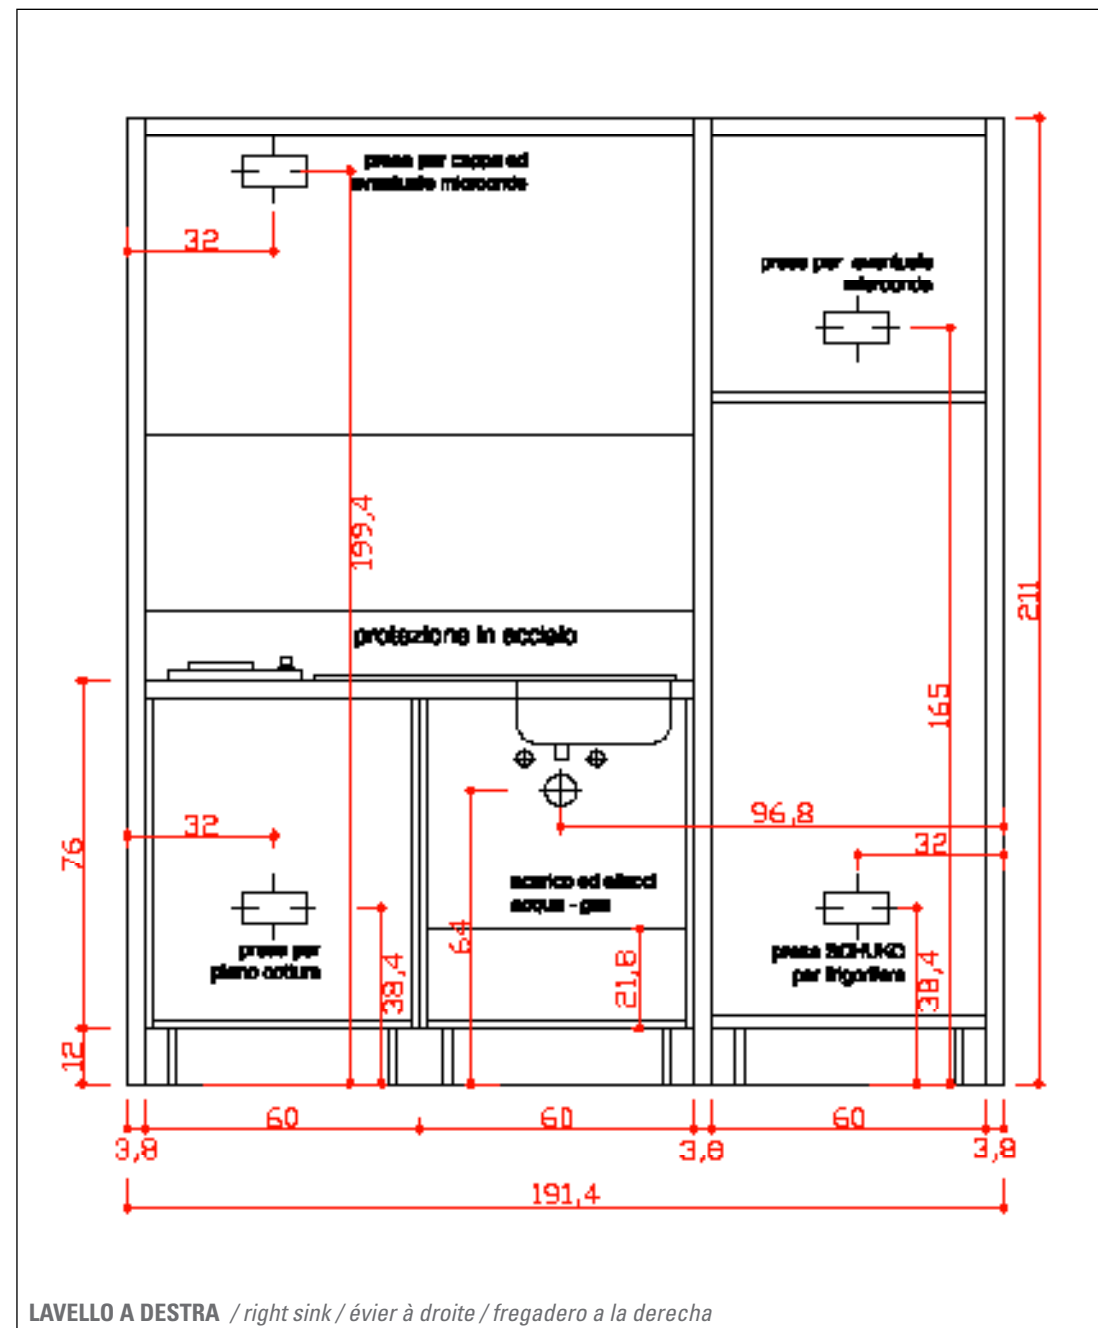 presa per cappa ed
eventuale microonde
32
presa per eventuale
microonde
199,4
211
protezione in acciaio
165
96,8
32
32
76
scarico ed allacci
acqua - gas
64
presa per
piano cottura
presa SCHUKO
per frigorifero
38,4
21,8
38,4
12
60
60
60
3,8
3,8
3,8
191,4
LAVELLO A DESTRA / right sink / évier à droite / fregadero a la derecha